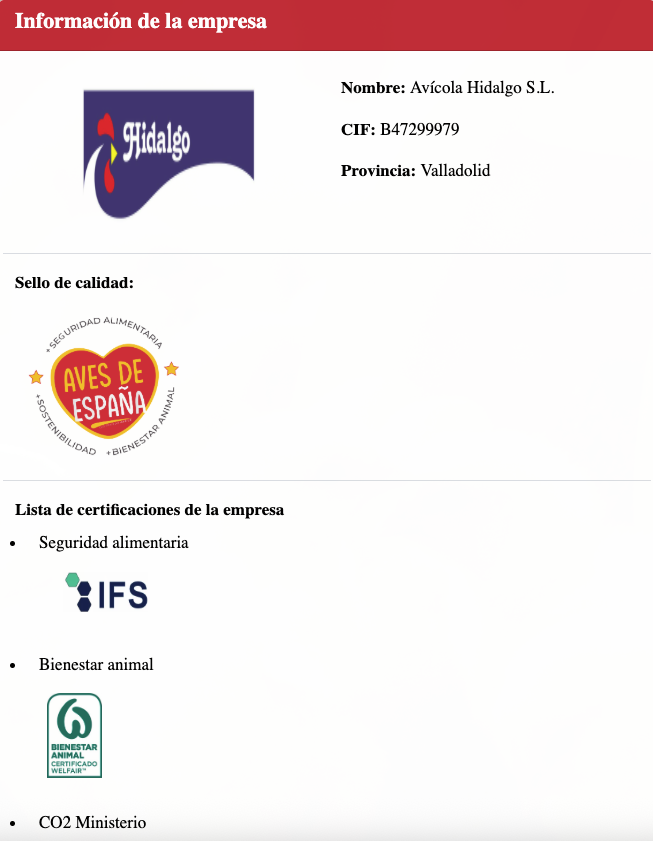 Información de la empresa
Hidalgo
Nombre: Avícola Hidalgo S.L.
CIF: B47299979
Provincia: Valladolid
Sello de calidad:
+SEGURIDAD ALIMENTARIA
AVES DE
ESPAÑA
+SOSTENIBILIDAD
+BIENESTAR ANIMAL
Lista de certificaciones de la empresa
• Seguridad alimentaria
IFS
• Bienestar animal
BIENESTAR
ANIMAL
CERTIFICADO
WELFAIR™
• CO2 Ministerio